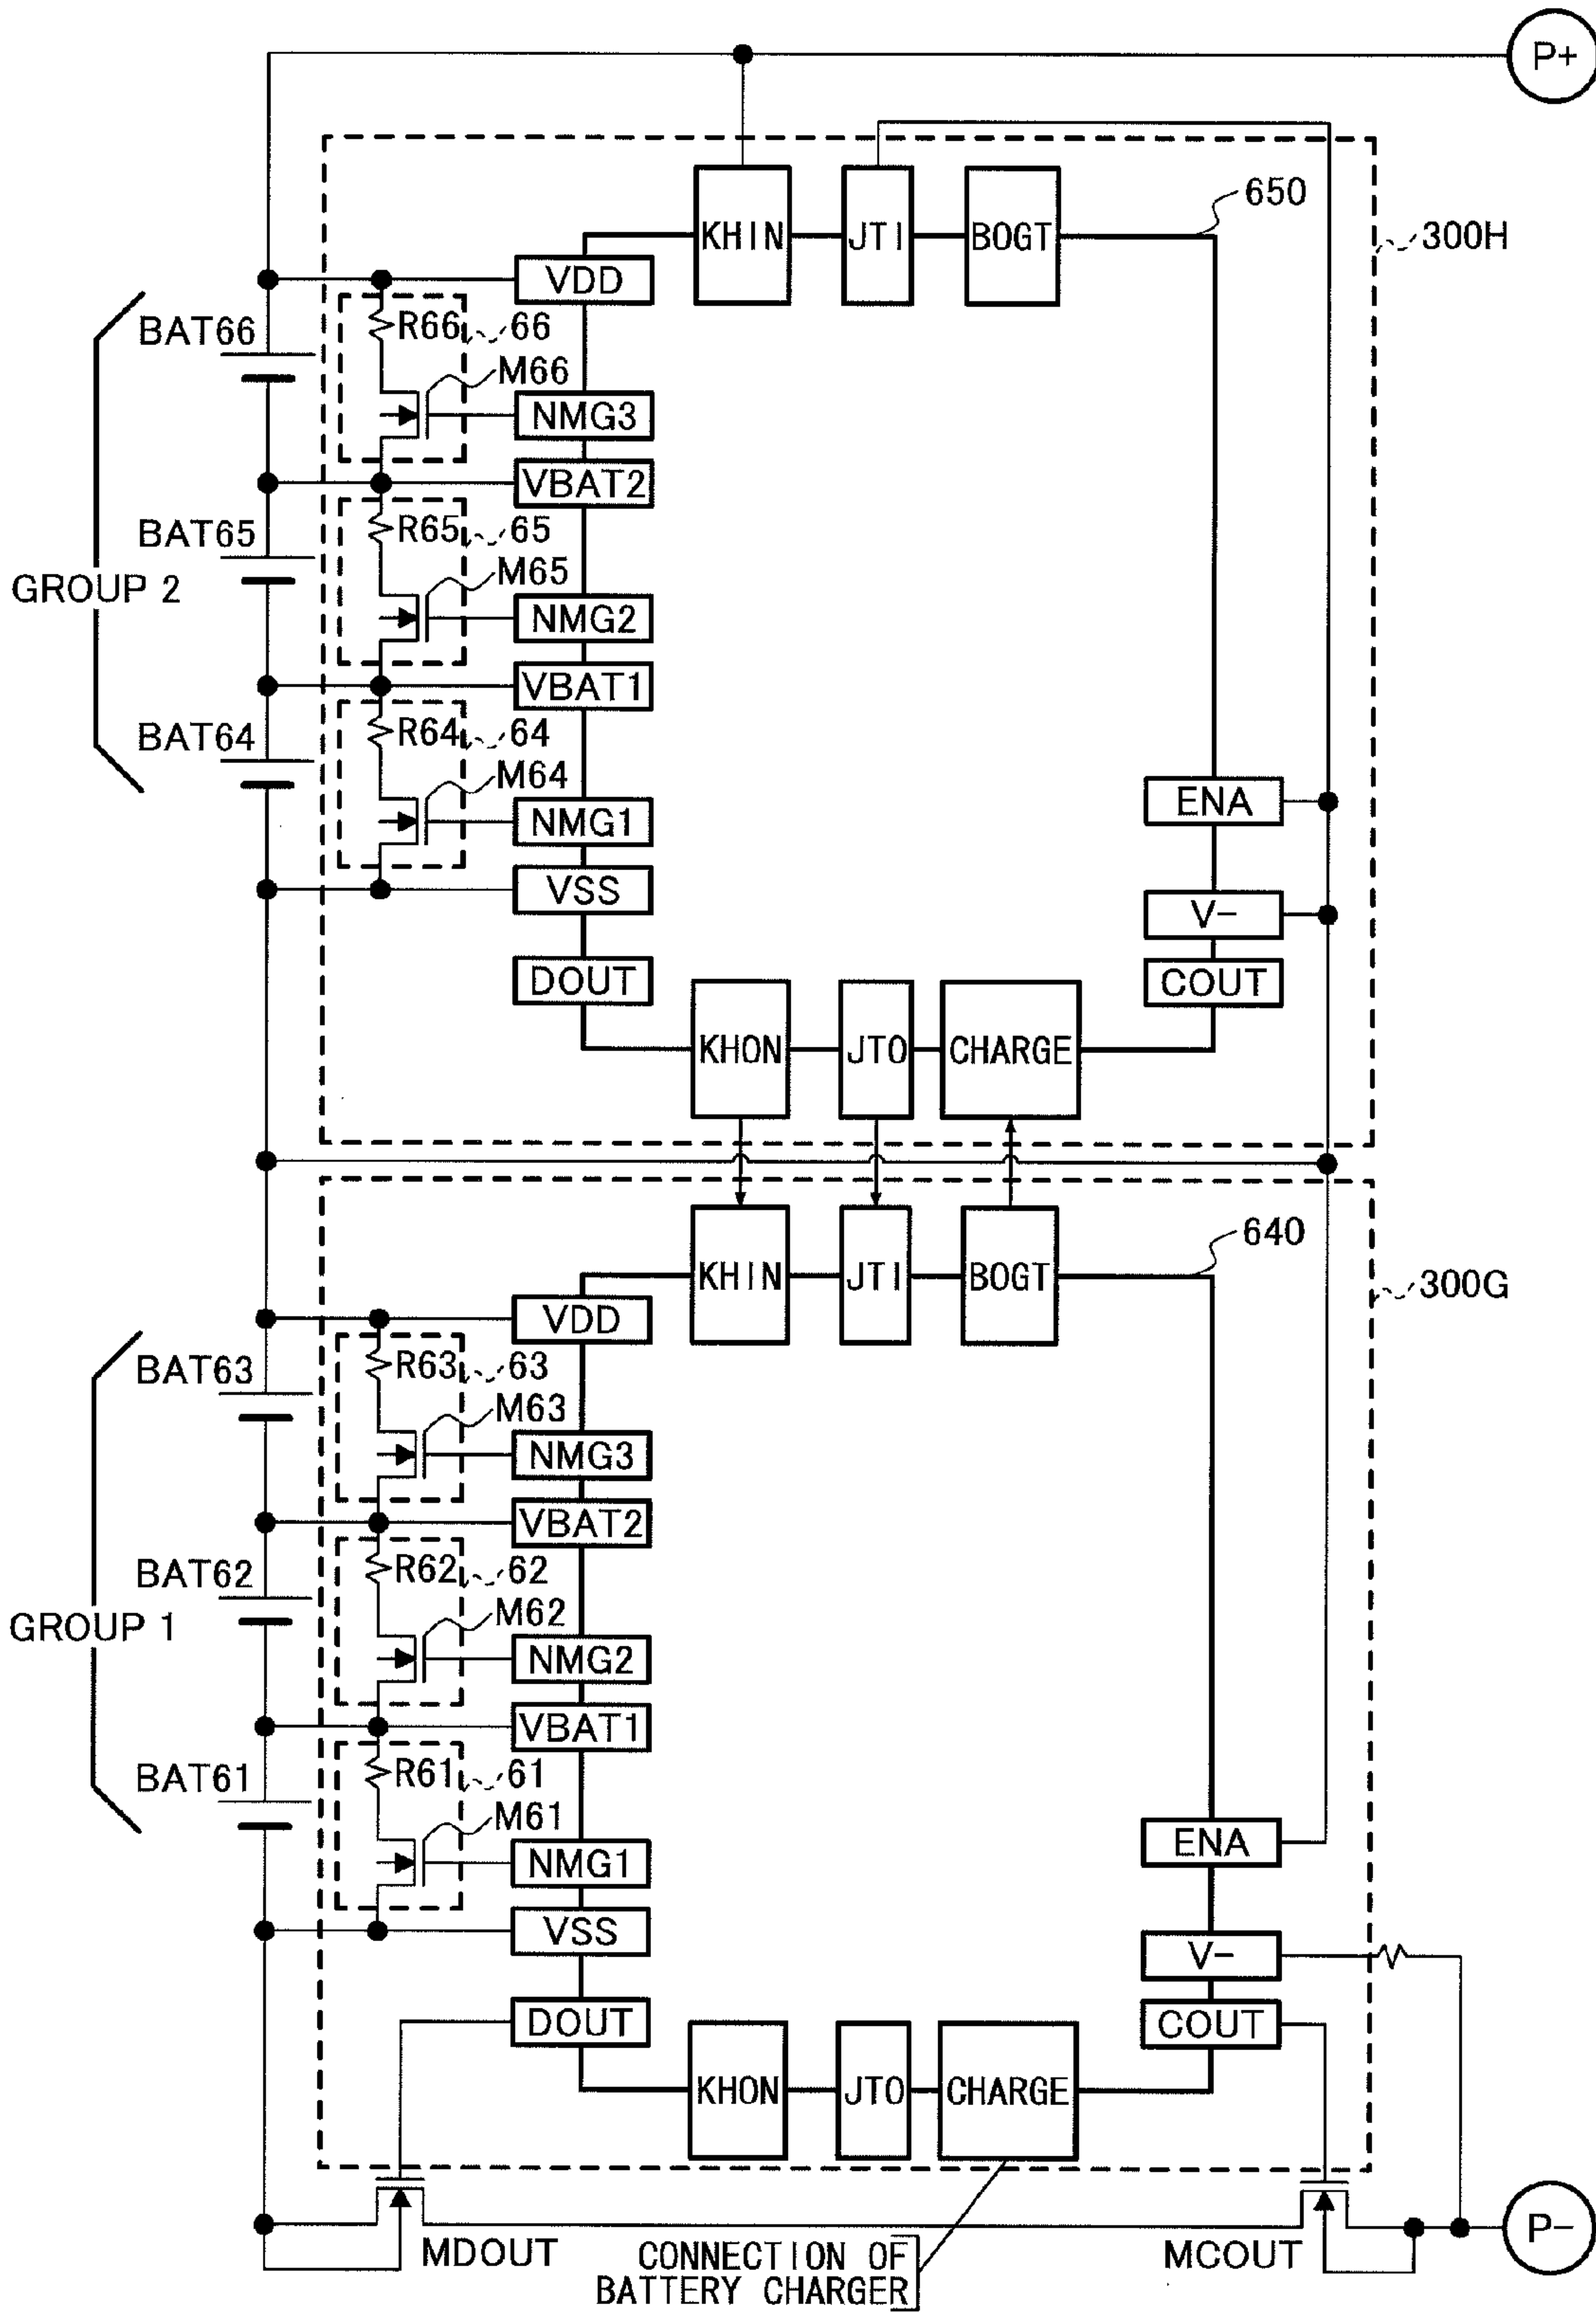 P+
650
300H
KHIN
JTI
BOGT
VDD
BAT66
R66
66
M66
NMG3
VBAT2
BAT65
R65
65
M65
GROUP 2
NMG2
VBAT1
BAT64
R64
64
M64
NMG1
ENA
VSS
V-
DOUT
COUT
KHON
JTO
CHARGE
640
300G
KHIN
JTI
BOGT
VDD
BAT63
R63
63
M63
NMG3
VBAT2
BAT62
R62
62
M62
GROUP 1
NMG2
VBAT1
BAT61
R61
61
M61
NMG1
ENA
VSS
V-
DOUT
COUT
KHON
JTO
CHARGE
MDOUT
MCOUT
P-
CONNECTION OF
BATTERY CHARGER